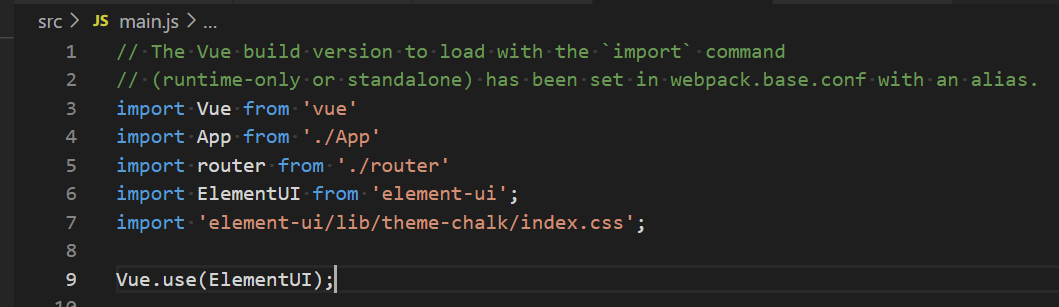 src > JS main.js > ...
1 // The Vue build version to load with the `import` command
2 // (runtime-only or standalone) has been set in webpack.base.conf with an alias.
3 import Vue from 'vue'
4 import App from './App'
5 import router from './router'
6 import ElementUI from 'element-ui';
7 import 'element-ui/lib/theme-chalk/index.css';
8
9 Vue.use(ElementUI);
10